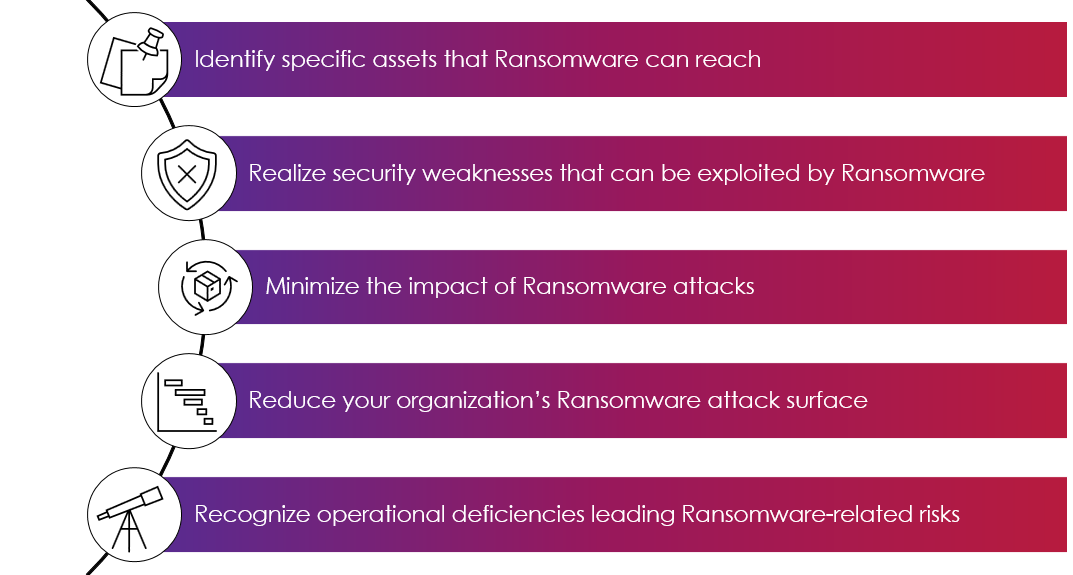 Identify specific assets that Ransomware can reach
Realize security weaknesses that can be exploited by Ransomware
Minimize the impact of Ransomware attacks
Reduce your organization’s Ransomware attack surface
Recognize operational deficiencies leading Ransomware-related risks